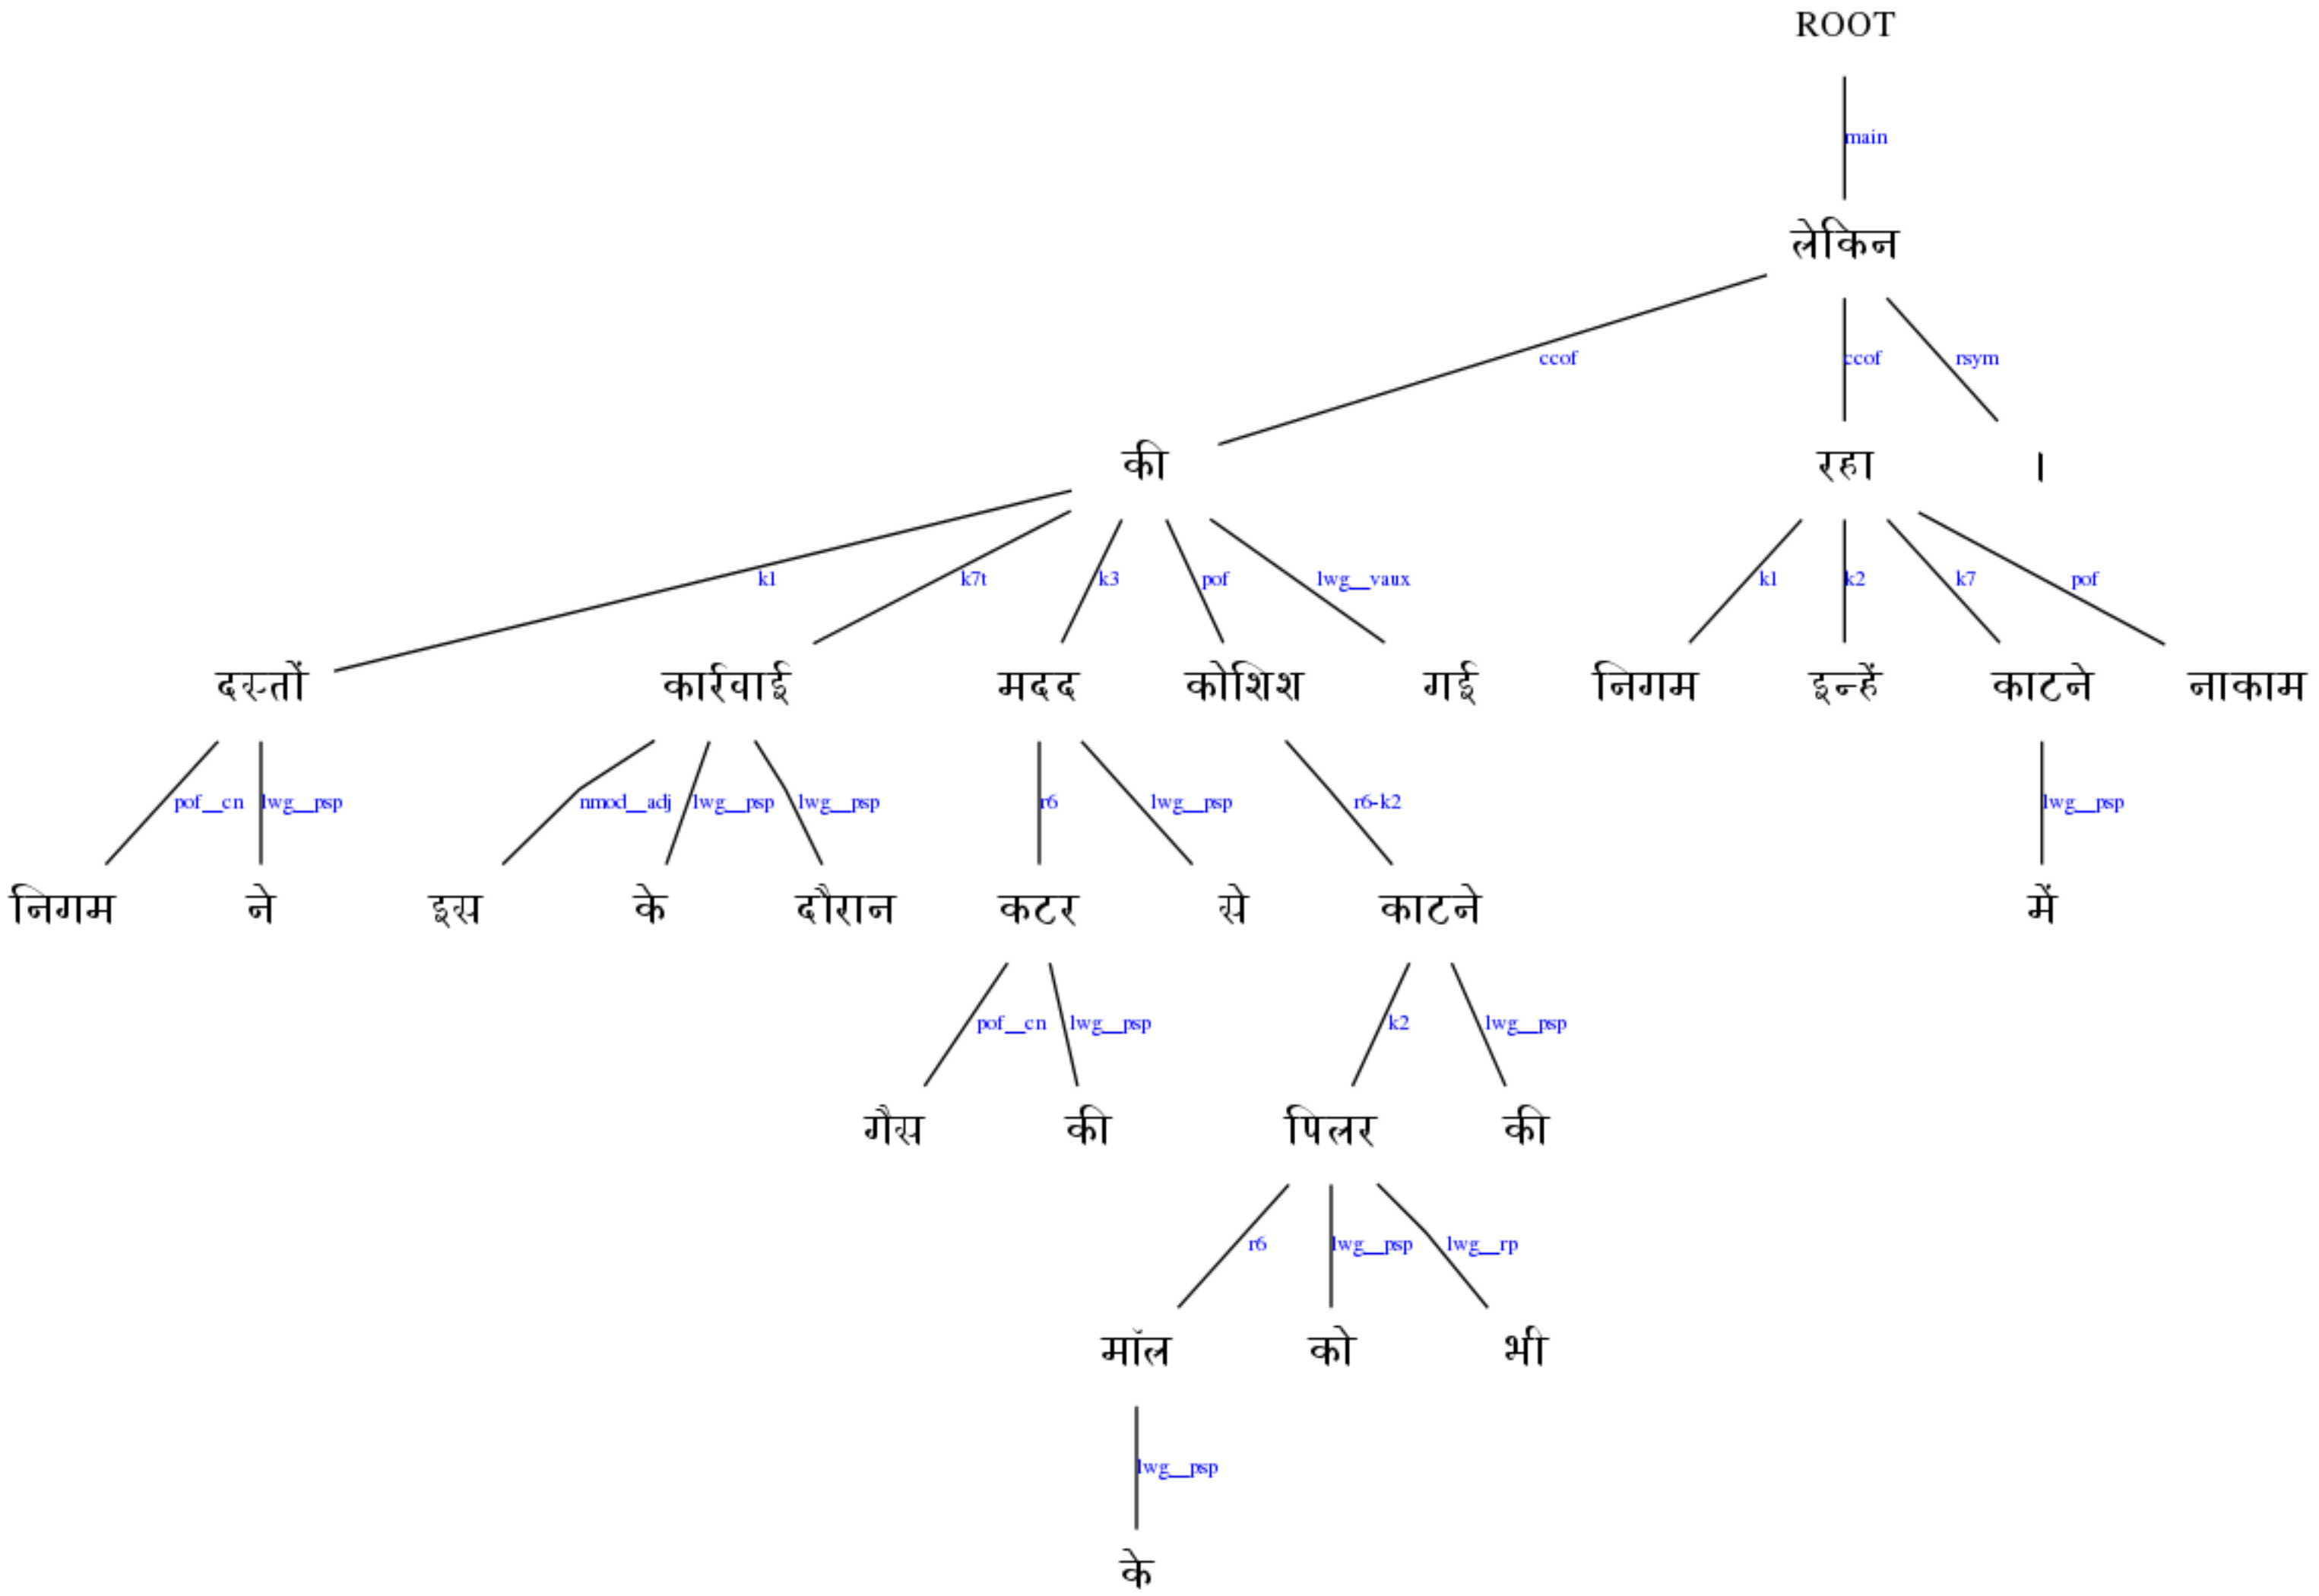 ROOT
main
लेकिन
ccof ccof rsym
की रहा ।
k1 k7t k3 pof lwg__vaux k1 k2 k7 pof
दस्तों कार्रवाई मदद कोशिश गई निगम इन्हें काटने नाकाम
pof__cn lwg__psp nmod__adj lwg__psp lwg__psp r6 lwg__psp r6-k2 lwg__psp
निगम ने इस के दौरान कटर से काटने में
pof__cn lwg__psp k2 lwg__psp
गैस की पिलर की
r6 lwg__psp lwg__rp
मॉल को भी
lwg__psp
के